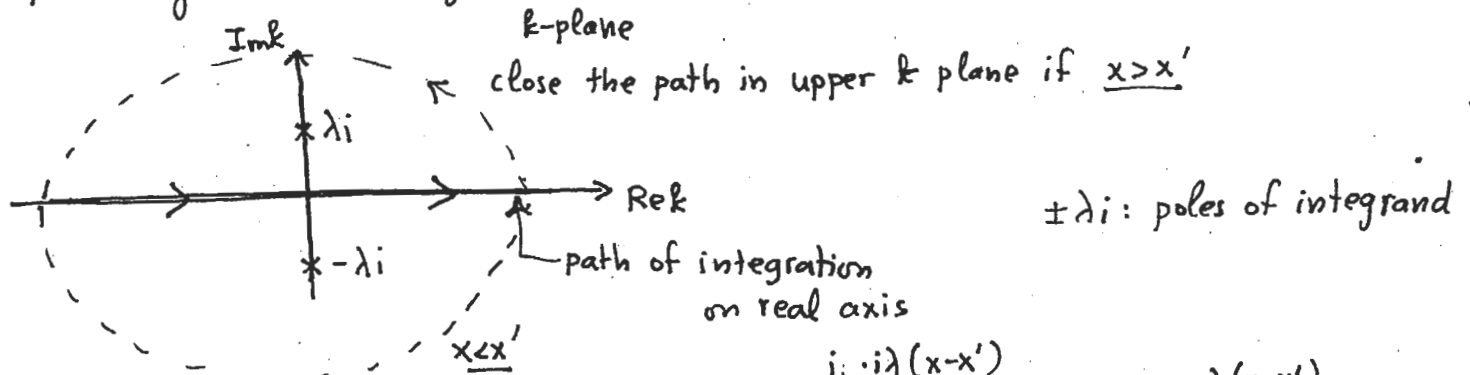 k-plane
Imk
close the path in upper k plane if x>x'
λi
Rek
±λi: poles of integrand
-λi
path of integration
on real axis
x<x'
i·iλ(x-x')